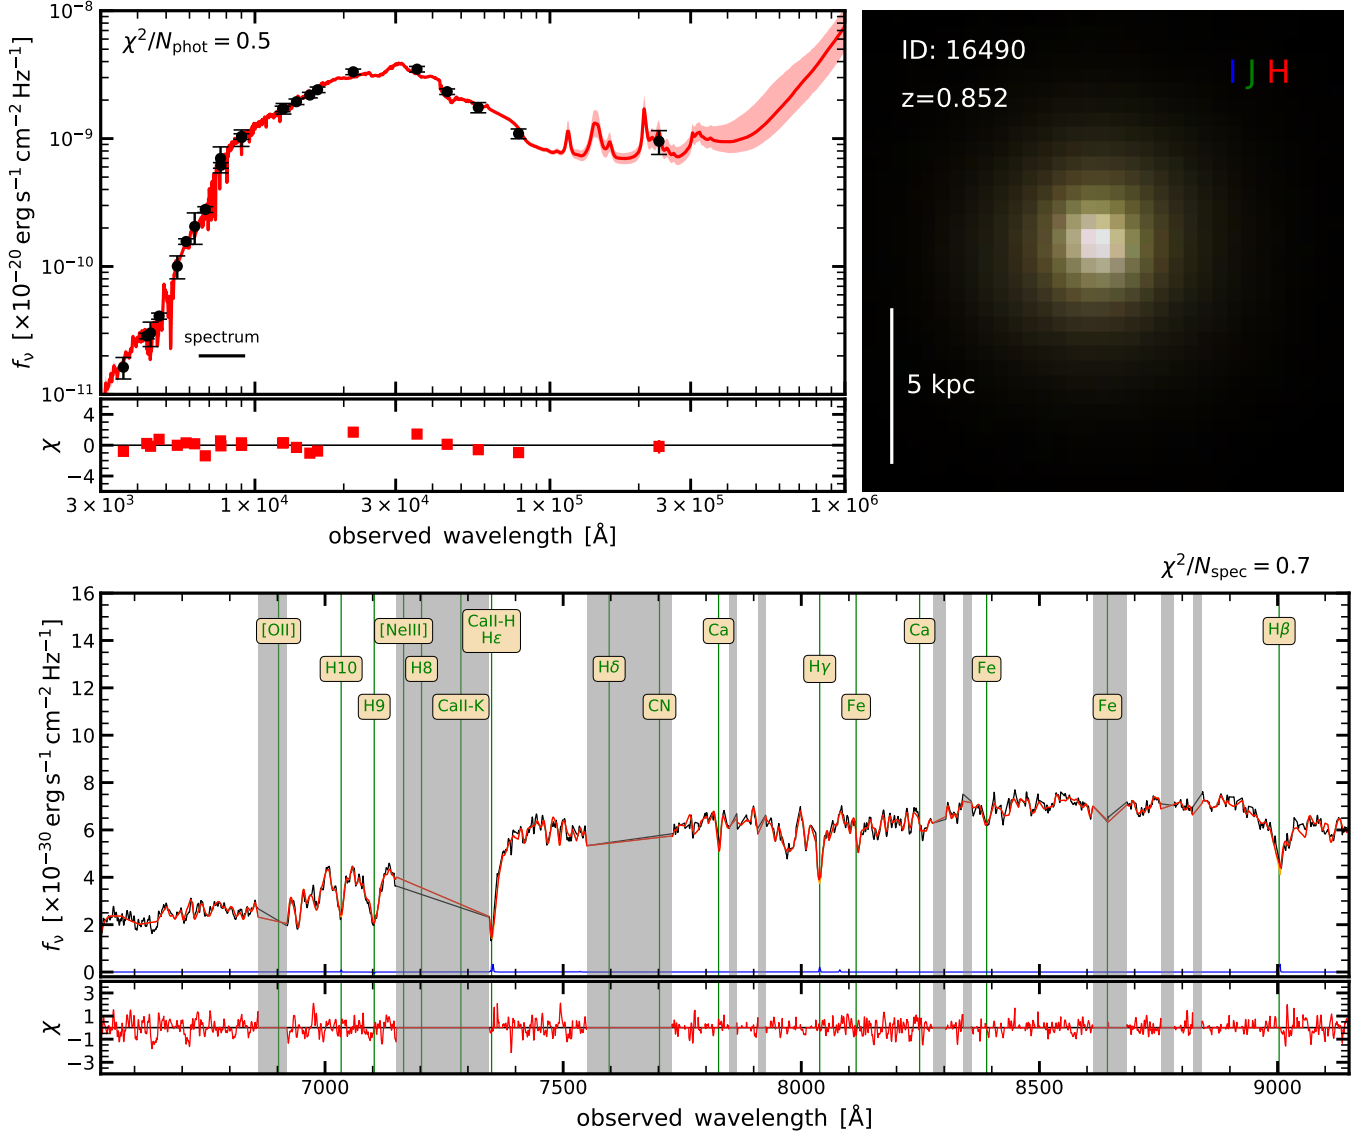 χ²/N_phot = 0.5
10⁻⁸
10⁻⁹
10⁻¹⁰
10⁻¹¹
f_ν [×10⁻²⁰ erg s⁻¹ cm⁻² Hz⁻¹]
spectrum
4
0
−4
χ
3 × 10³ 1 × 10⁴ 3 × 10⁴ 1 × 10⁵ 3 × 10⁵ 1 × 10⁶
observed wavelength [Å]
ID: 16490
z=0.852
I J H
5 kpc
χ²/N_spec = 0.7
16
14
12
10
8
6
4
2
0
f_ν [×10⁻³⁰ erg s⁻¹ cm⁻² Hz⁻¹]
[OII]
H10
H9
[NeIII]
H8
CaII-K
CaII-H
Hε
Hδ
CN
Ca
Hγ
Fe
Ca
Fe
Fe
Hβ
3
1
−1
−3
χ
7000 7500 8000 8500 9000
observed wavelength [Å]